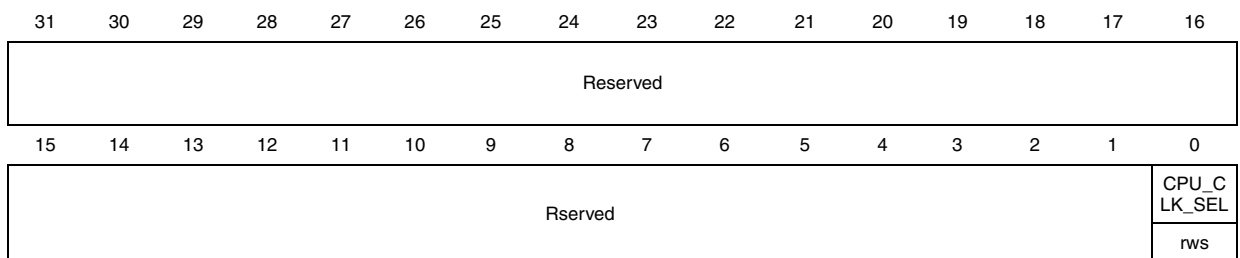 31 30 29 28 27 26 25 24 23 22 21 20 19 18 17 16
Reserved
15 14 13 12 11 10 9 8 7 6 5 4 3 2 1 0
Rserved
CPU_C
LK_SEL
rws